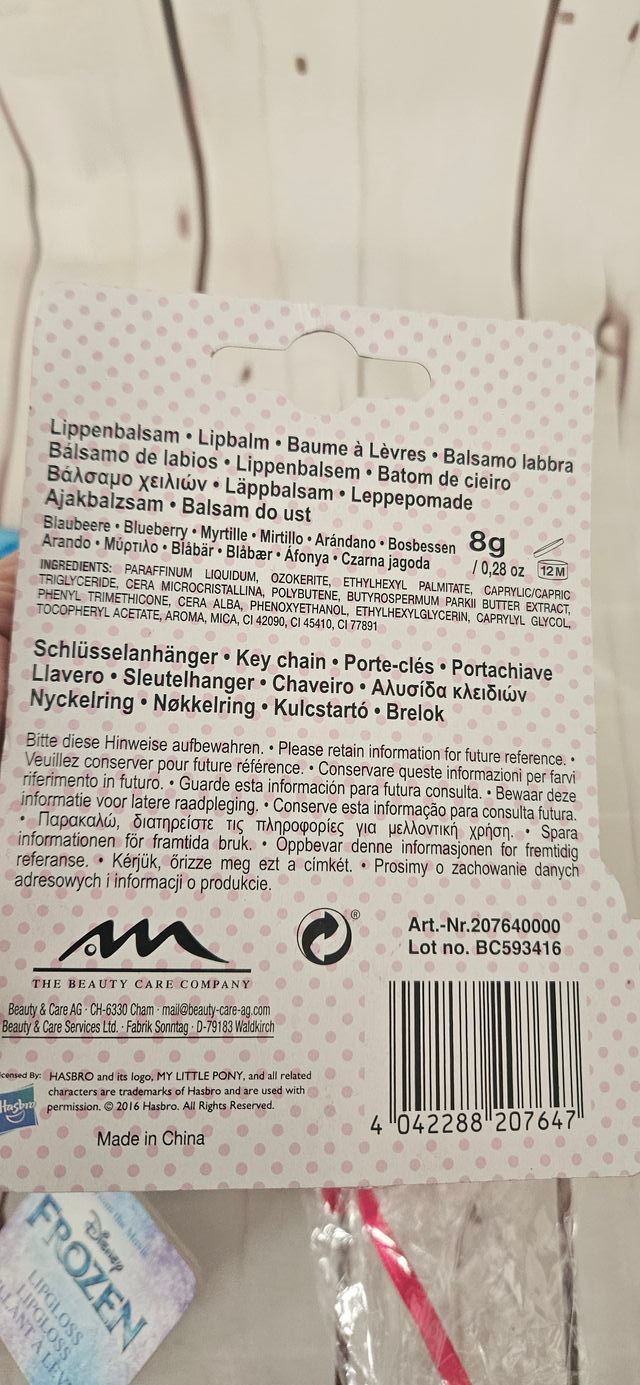 Lippenbalsam • Lipbalm • Baume à Lèvres • Balsamo labbra
Bálsamo de labios • Lippenbalsem • Batom de cieiro
Βάλσαμο χειλιών • Läppbalsam • Leppepomade
Ajakbalzsam • Balsam do ust
Blaubeere • Blueberry • Myrtille • Mirtillo • Arándano • Bosbessen
Arando • Μύρτιλο • Blåbär • Blåbær • Áfonya • Czarna jagoda
8g
/ 0,28 oz
12M
INGREDIENTS: PARAFFINUM LIQUIDUM, OZOKERITE, ETHYLHEXYL PALMITATE, CAPRYLIC/CAPRIC
TRIGLYCERIDE, CERA MICROCRISTALLINA, POLYBUTENE, BUTYROSPERMUM PARKII BUTTER EXTRACT,
PHENYL TRIMETHICONE, CERA ALBA, PHENOXYETHANOL, ETHYLHEXYLGLYCERIN, CAPRYLYL GLYCOL,
TOCOPHERYL ACETATE, AROMA, MICA, CI 42090, CI 45410, CI 77891
Schlüsselanhänger • Key chain • Porte-clés • Portachiave
Llavero • Sleutelhanger • Chaveiro • Αλυσίδα κλειδιών
Nyckelring • Nøkkelring • Kulcstartó • Brelok
Bitte diese Hinweise aufbewahren. • Please retain information for future reference. •
Veuillez conserver pour future référence. • Conservare queste informazioni per farvi
riferimento in futuro. • Guarde esta información para futura consulta. • Bewaar deze
informatie voor latere raadpleging. • Conserve esta informação para consulta futura.
• Παρακαλώ, διατηρείστε τις πληροφορίες για μελλοντική χρήση. • Spara
informationen för framtida bruk. • Oppbevar denne informasjonen for fremtidig
referanse. • Kérjük, őrizze meg ezt a címkét. • Prosimy o zachowanie danych
adresowych i informacji o produkcie.
THE BEAUTY CARE COMPANY
Beauty & Care AG · CH-6330 Cham · mail@beauty-care-ag.com
Beauty & Care Services Ltd. · Fabrik Sonntag · D-79183 Waldkirch
®
Art.-Nr.207640000
Lot no. BC593416
4 042288 207647
censed By:
Hasbro
HASBRO and its logo, MY LITTLE PONY, and all related
characters are trademarks of Hasbro and are used with
permission. © 2016 Hasbro. All Rights Reserved.
Made in China
Disney
FROZEN
LIPGLOSS
LIPGLOSS